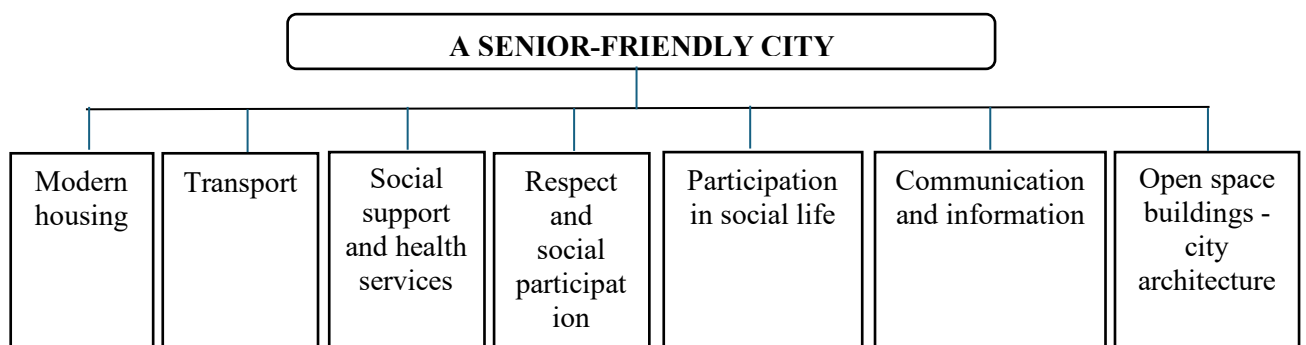 A SENIOR-FRIENDLY CITY
Modern
housing
Transport
Social
support
and health
services
Respect
and
social
participat
ion
Participation
in social life
Communication
and information
Open space
buildings -
city
architecture